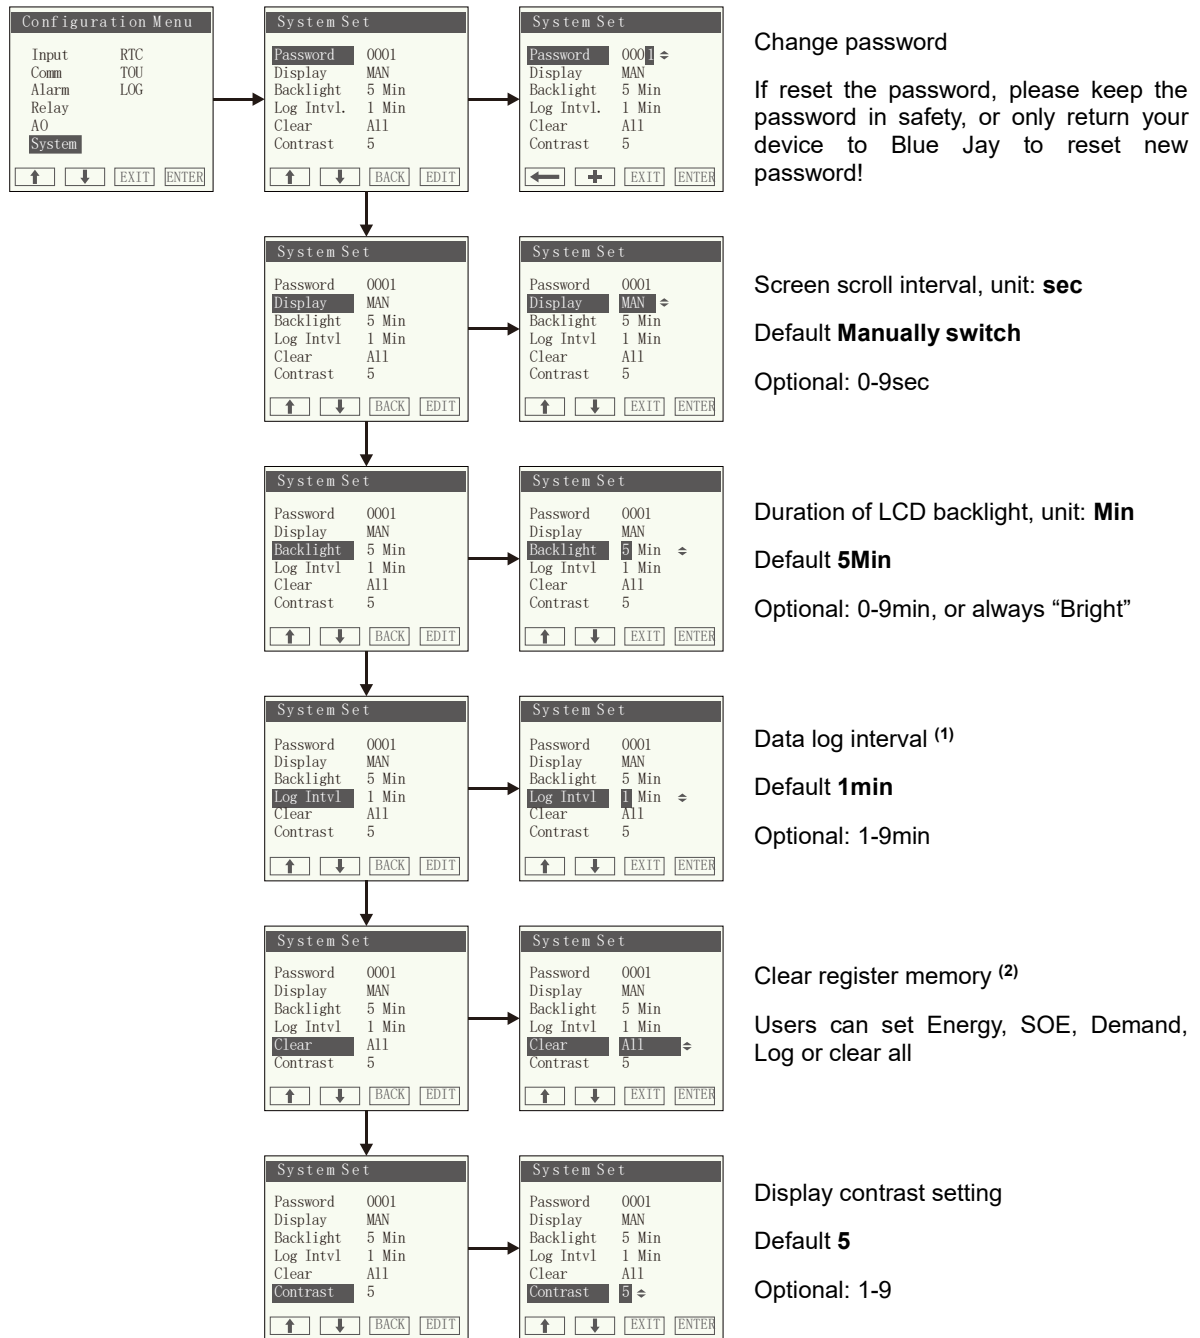 Configuration Menu
Input RTC
Comm TOU
Alarm LOG
Relay
AO
System
EXIT ENTER
System Set
Password 0001
Display MAN
Backlight 5 Min
Log Intvl. 1 Min
Clear All
Contrast 5
BACK EDIT
System Set
Password 0001
Display MAN
Backlight 5 Min
Log Intvl. 1 Min
Clear All
Contrast 5
EXIT ENTER
Change password
If reset the password, please keep the
password in safety, or only return your
device to Blue Jay to reset new
password!
System Set
Password 0001
Display MAN
Backlight 5 Min
Log Intvl 1 Min
Clear All
Contrast 5
BACK EDIT
System Set
Password 0001
Display MAN
Backlight 5 Min
Log Intvl 1 Min
Clear All
Contrast 5
EXIT ENTER
Screen scroll interval, unit: sec
Default Manually switch
Optional: 0-9sec
System Set
Password 0001
Display MAN
Backlight 5 Min
Log Intvl 1 Min
Clear All
Contrast 5
BACK EDIT
System Set
Password 0001
Display MAN
Backlight 5 Min
Log Intvl 1 Min
Clear All
Contrast 5
EXIT ENTER
Duration of LCD backlight, unit: Min
Default 5Min
Optional: 0-9min, or always “Bright”
System Set
Password 0001
Display MAN
Backlight 5 Min
Log Intvl 1 Min
Clear All
Contrast 5
BACK EDIT
System Set
Password 0001
Display MAN
Backlight 5 Min
Log Intvl 1 Min
Clear All
Contrast 5
EXIT ENTER
Data log interval (1)
Default 1min
Optional: 1-9min
System Set
Password 0001
Display MAN
Backlight 5 Min
Log Intvl 1 Min
Clear All
Contrast 5
BACK EDIT
System Set
Password 0001
Display MAN
Backlight 5 Min
Log Intvl 1 Min
Clear All
Contrast 5
EXIT ENTER
Clear register memory (2)
Users can set Energy, SOE, Demand,
Log or clear all
System Set
Password 0001
Display MAN
Backlight 5 Min
Log Intvl 1 Min
Clear All
Contrast 5
BACK EDIT
System Set
Password 0001
Display MAN
Backlight 5 Min
Log Intvl 1 Min
Clear All
Contrast 5
EXIT ENTER
Display contrast setting
Default 5
Optional: 1-9